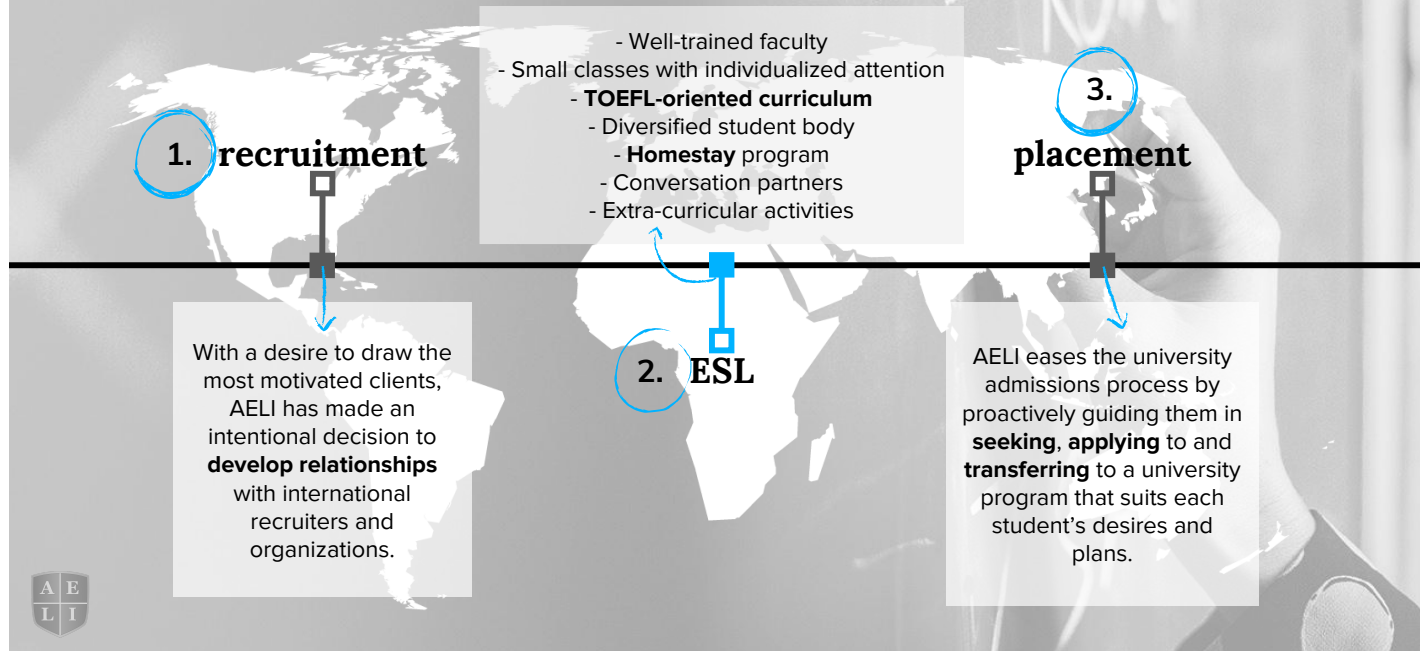 1. recruitment
With a desire to draw the
most motivated clients,
AELI has made an
intentional decision to
develop relationships
with international
recruiters and
organizations.
- Well-trained faculty
- Small classes with individualized attention
- TOEFL-oriented curriculum
- Diversified student body
- Homestay program
- Conversation partners
- Extra-curricular activities
2. ESL
3.
placement
AELI eases the university
admissions process by
proactively guiding them in
seeking, applying to and
transferring to a university
program that suits each
student’s desires and
plans.
A E
L I